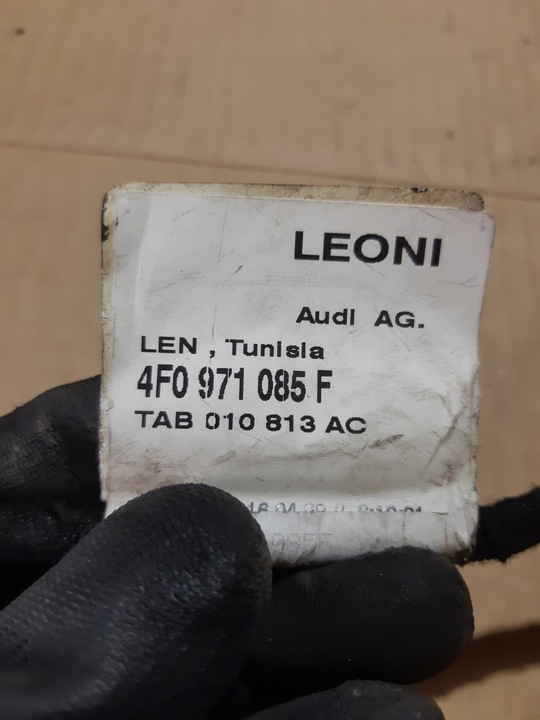 LEONI
Audi AG.
LEN , Tunisia
4F0 971 085 F
TAB 010 813 AC